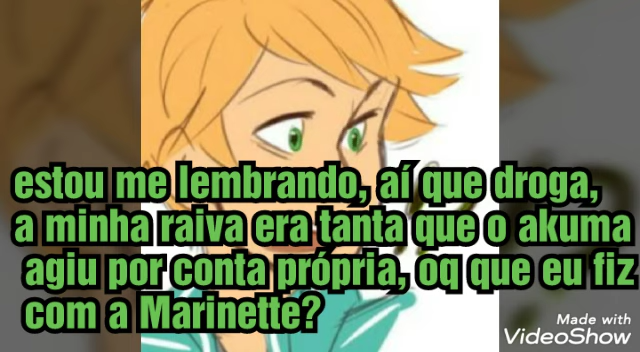 estou me lembrando, aí que droga,
a minha raiva era tanta que o akuma
agiu por conta própria, oq que eu fiz
com a Marinette?
Made with
VideoShow